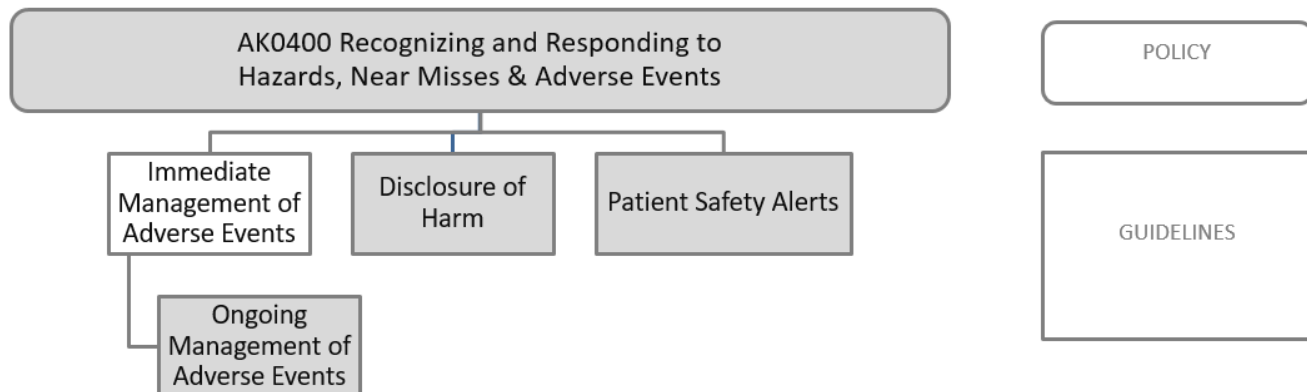 AK0400 Recognizing and Responding to
Hazards, Near Misses & Adverse Events
POLICY
Immediate
Management of
Adverse Events
Disclosure of
Harm
Patient Safety Alerts
GUIDELINES
Ongoing
Management of
Adverse Events